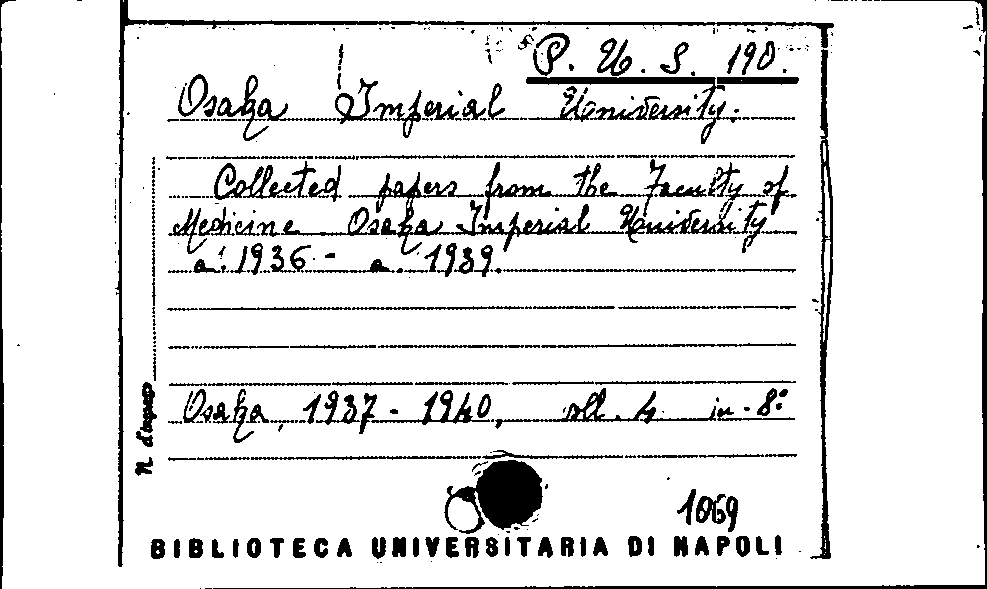 P. U. S. 190.
Osaka Imperial University.
Collected papers from the Faculty of
Medicine Osaka Imperial University
a. 1936 - a. 1939.
Osaka, 1937 - 1940, voll. 4 in-8°
N. d'ingresso
1069
BIBLIOTECA UNIVERSITARIA DI NAPOLI